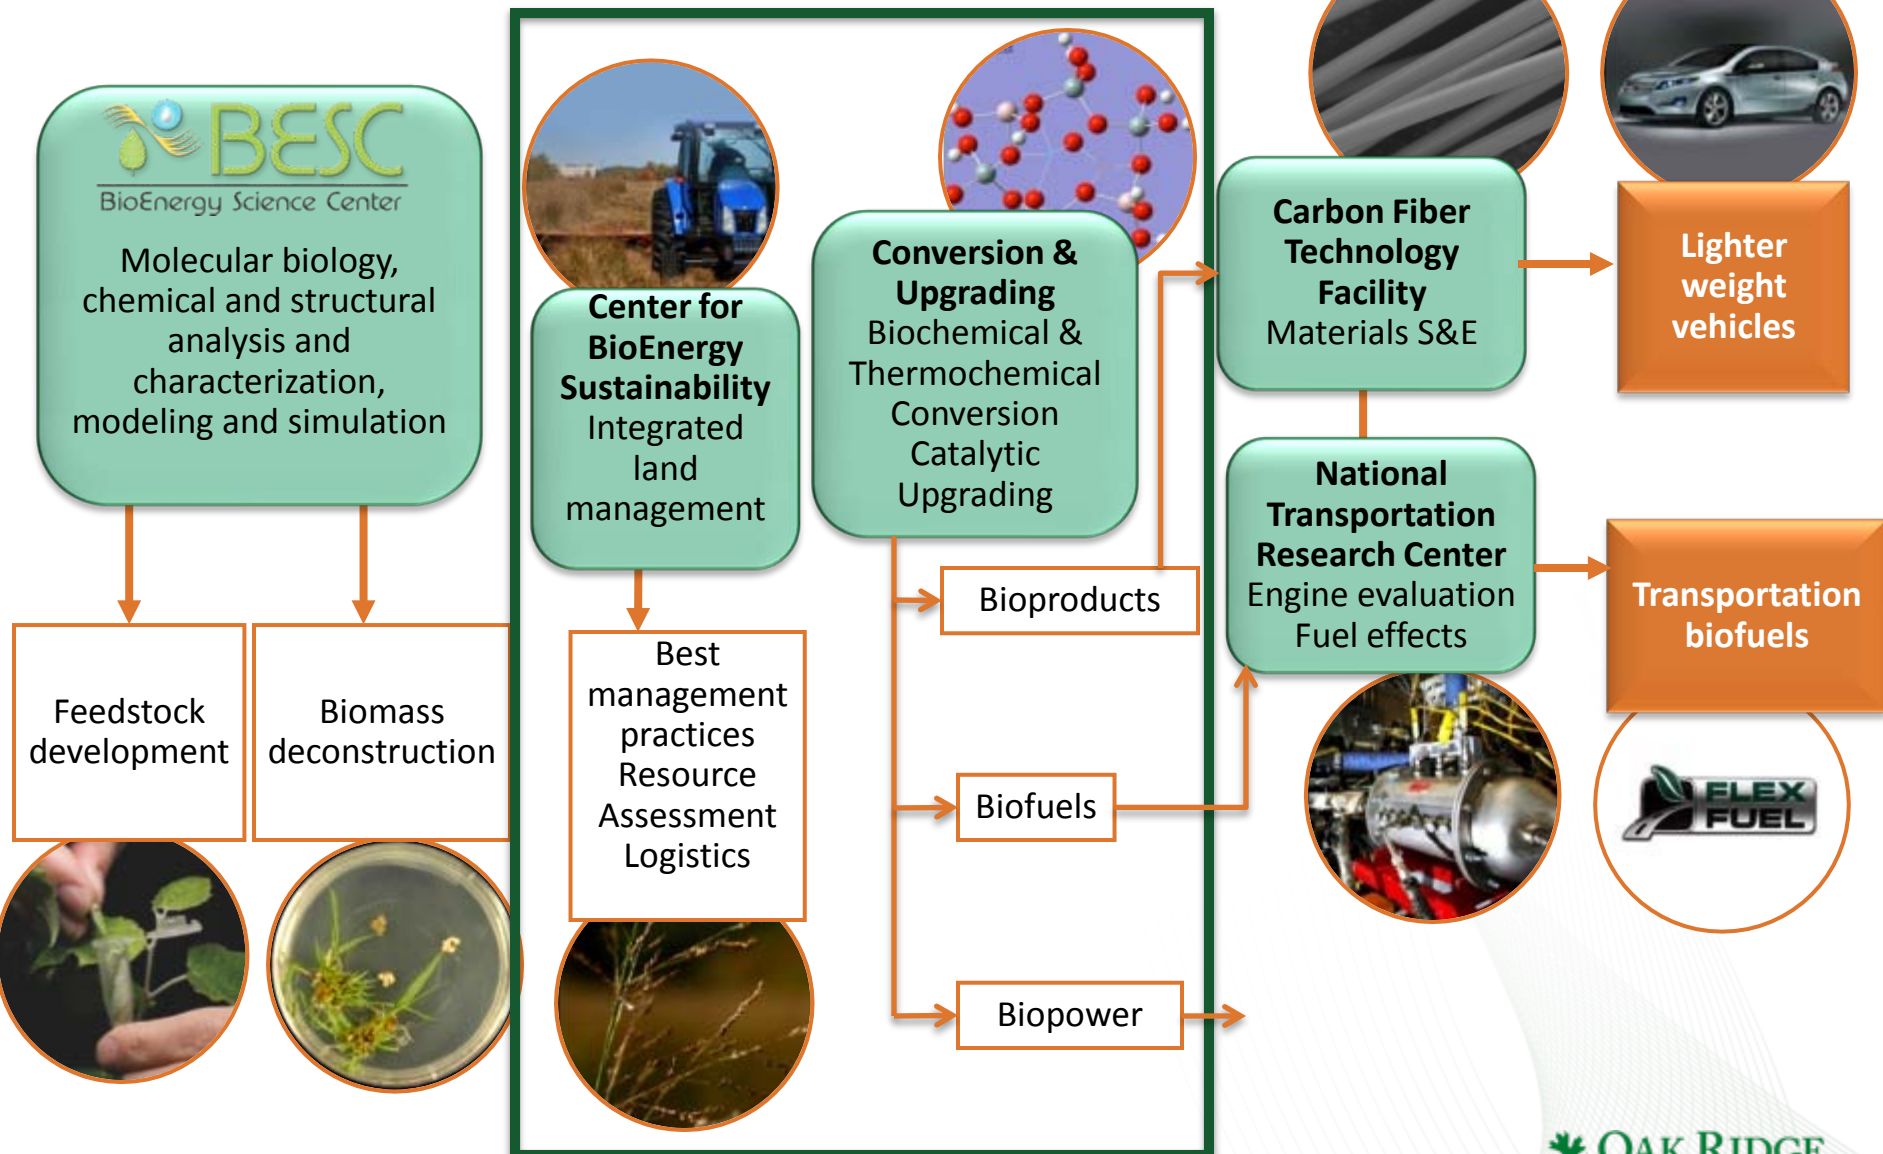 BESC
BioEnergy Science Center
Molecular biology,
chemical and structural
analysis and
characterization,
modeling and simulation
Feedstock
development
Biomass
deconstruction
Center for
BioEnergy
Sustainability
Integrated
land
management
Best
management
practices
Resource
Assessment
Logistics
Conversion &
Upgrading
Biochemical &
Thermochemical
Conversion
Catalytic
Upgrading
Bioproducts
Biofuels
Biopower
Carbon Fiber
Technology
Facility
Materials S&E
Lighter
weight
vehicles
National
Transportation
Research Center
Engine evaluation
Fuel effects
Transportation
biofuels
FLEX
FUEL
OAK RIDGE